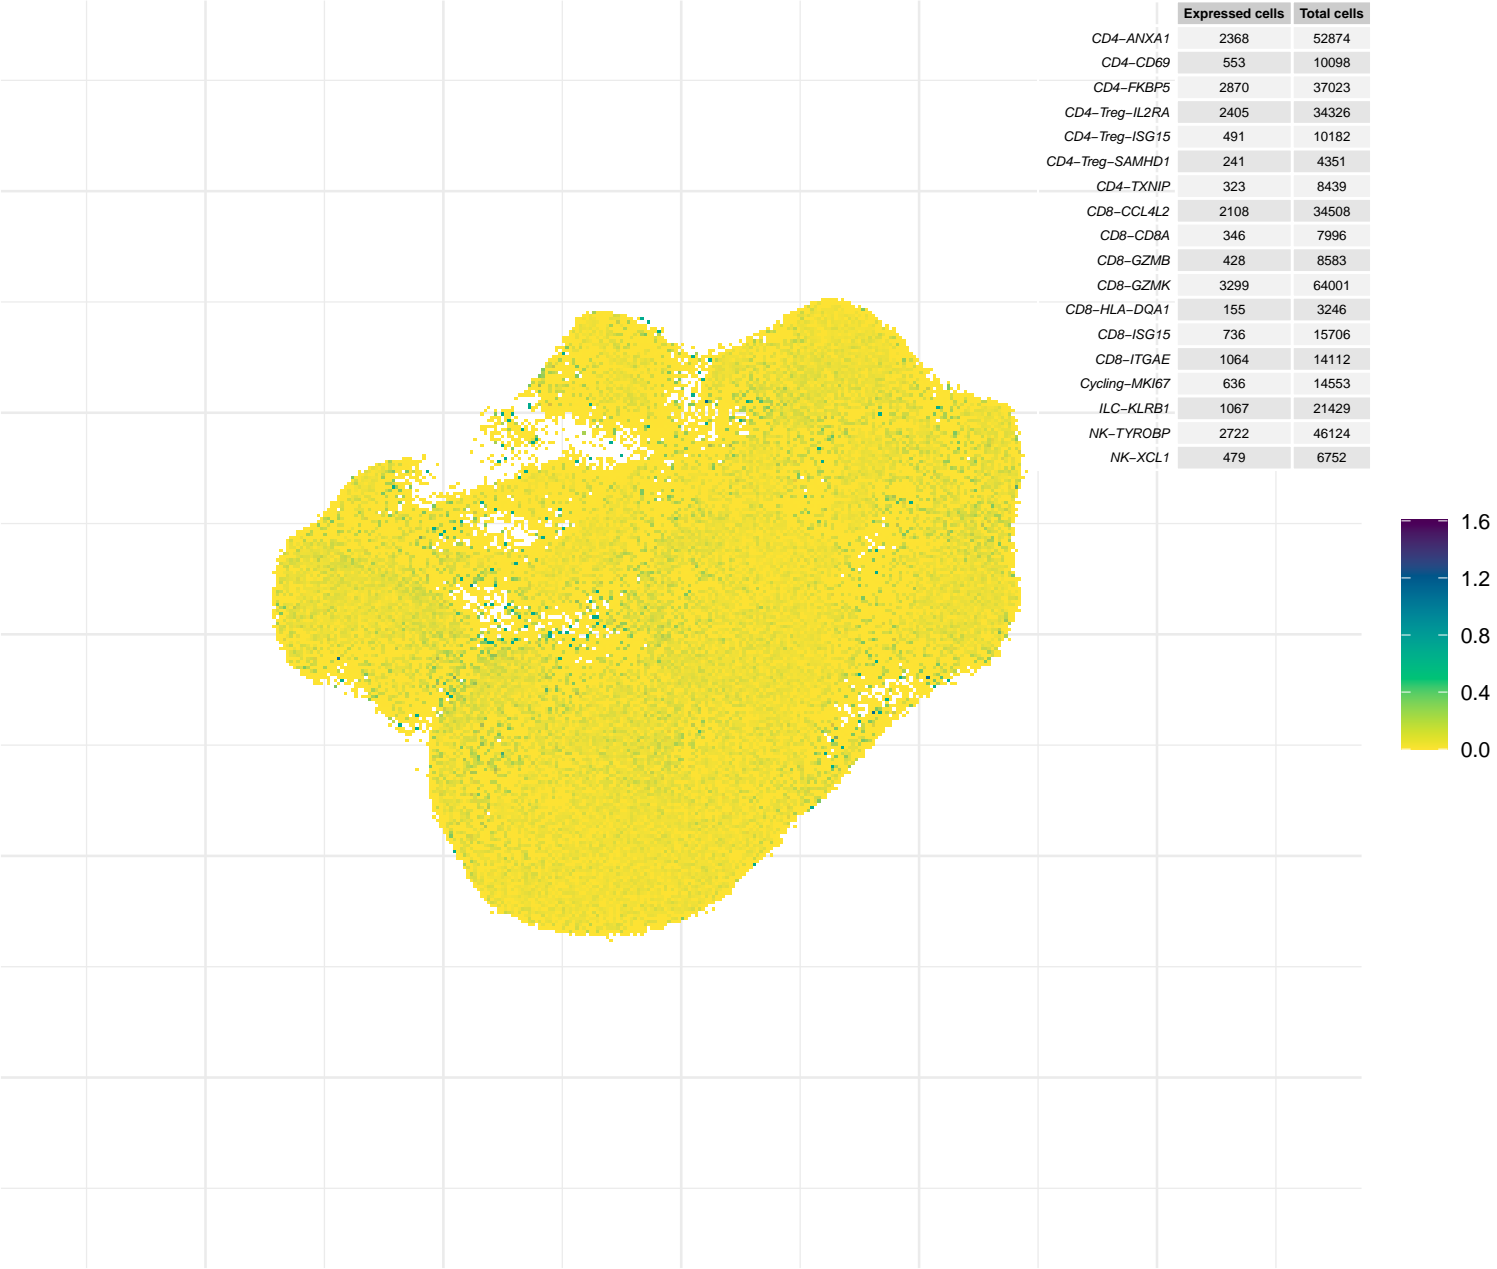 Expressed cells Total cells
CD4−ANXA1 2368 52874
CD4−CD69 553 10098
CD4−FKBP5 2870 37023
CD4−Treg−IL2RA 2405 34326
CD4−Treg−ISG15 491 10182
CD4−Treg−SAMHD1 241 4351
CD4−TXNIP 323 8439
CD8−CCL4L2 2108 34508
CD8−CD8A 346 7996
CD8−GZMB 428 8583
CD8−GZMK 3299 64001
CD8−HLA−DQA1 155 3246
CD8−ISG15 736 15706
CD8−ITGAE 1064 14112
Cycling−MKI67 636 14553
ILC−KLRB1 1067 21429
NK−TYROBP 2722 46124
NK−XCL1 479 6752
1.6
1.2
0.8
0.4
0.0